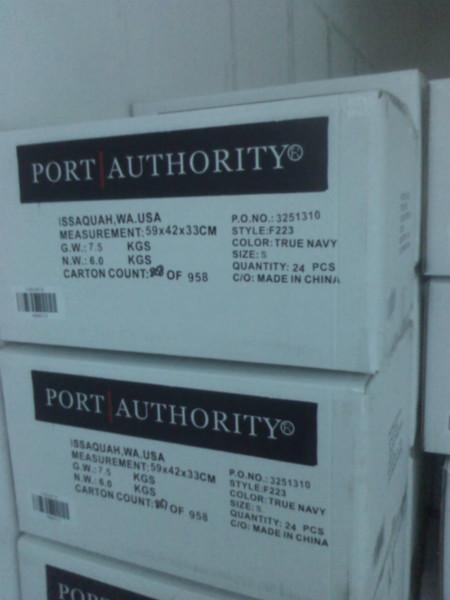 PORT AUTHORITY®
ISSAQUAH,WA.USA
MEASUREMENT:59x42x33CM
G.W.:7.5 KGS
N.W.:6.0 KGS
CARTON COUNT: OF 958
P.O.NO.: 3251310
STYLE:F223
COLOR: TRUE NAVY
SIZE: S
QUANTITY: 24 PCS
C/O: MADE IN CHINA
PORT AUTHORITY®
ISSAQUAH,WA.USA
MEASUREMENT:59x42x33CM
G.W.:7.5 KGS
N.W.:6.0 KGS
CARTON COUNT: OF 958
P.O.NO.: 3251310
STYLE:F223
COLOR: TRUE NAVY
SIZE: S
QUANTITY: 24 PCS
C/O: MADE IN CHINA
POR